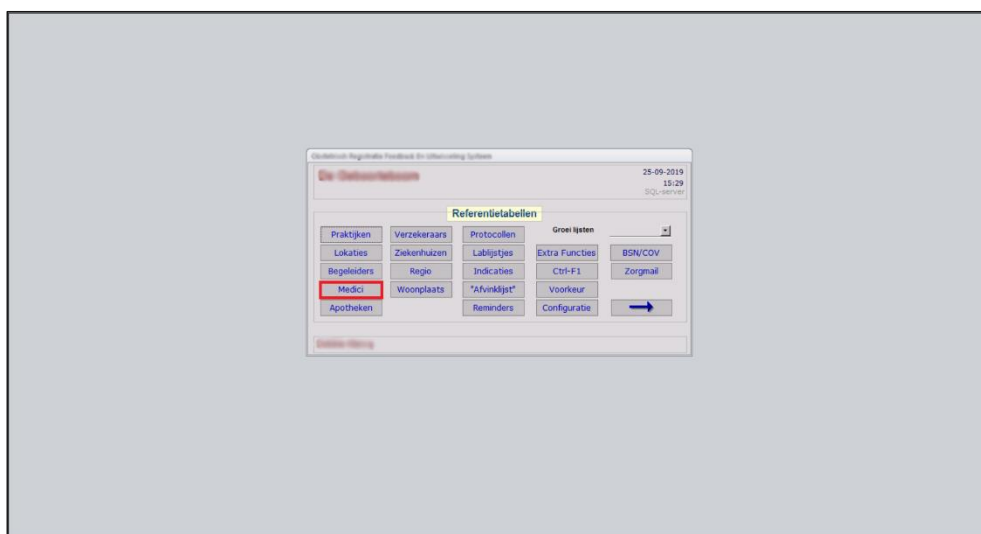 25-09-2019
15:29
SQL-server
Referentietabellen
Praktijken Verzekeraars Protocollen Groei lijsten
Lokaties Ziekenhuizen Lablijstjes Extra Functies BSN/COV
Begeleiders Regio Indicaties Ctrl-F1 Zorgmail
Medici Woonplaats "Afvinklijst" Voorkeur
Apotheken Reminders Configuratie